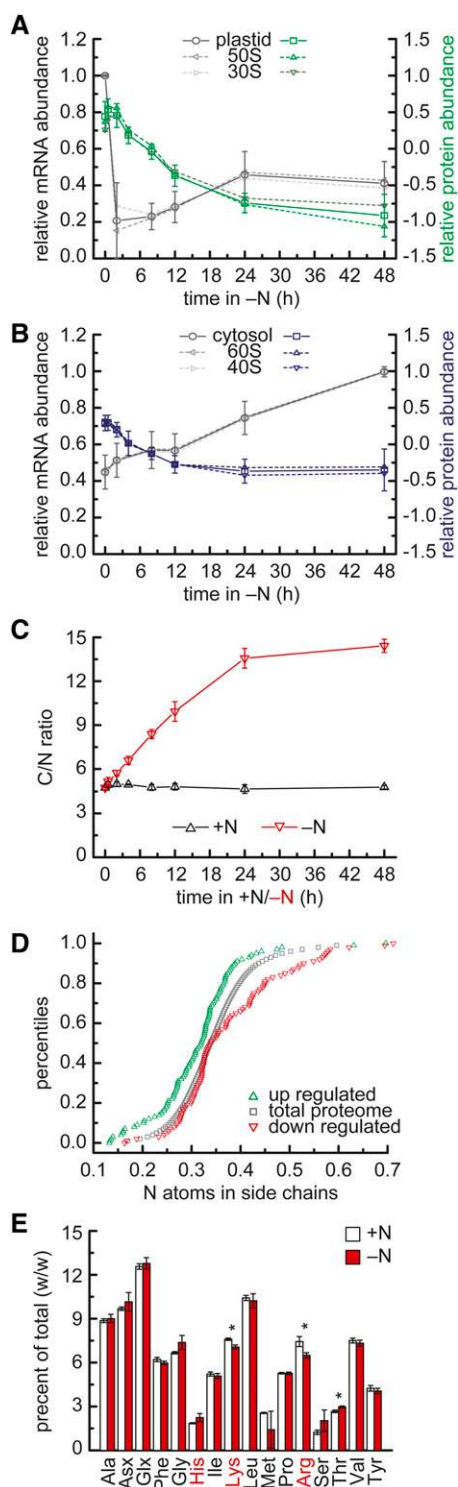 A
plastid
50S
30S
relative mRNA abundance
1.2
1.0
0.8
0.6
0.4
0.2
0.0
relative protein abundance
1.5
1.0
0.5
0.0
-0.5
-1.0
-1.5
0 6 12 18 24 30 36 42 48
time in –N (h)
B
cytosol
60S
40S
relative mRNA abundance
1.2
1.0
0.8
0.6
0.4
0.2
0.0
relative protein abundance
1.5
1.0
0.5
0.0
-0.5
-1.0
-1.5
0 6 12 18 24 30 36 42 48
time in –N (h)
C
C/N ratio
15
12
9
6
3
0
+N –N
0 6 12 18 24 30 36 42 48
time in +N/–N (h)
D
percentiles
1.0
0.8
0.6
0.4
0.2
0.0
up regulated
total proteome
down regulated
0.1 0.2 0.3 0.4 0.5 0.6 0.7
N atoms in side chains
E
precent of total (w/w)
15
12
9
6
3
0
+N
–N
* * *
Ala Asx Glx Phe Gly His Ile Lys Leu Met Pro Arg Ser Thr Val Tyr